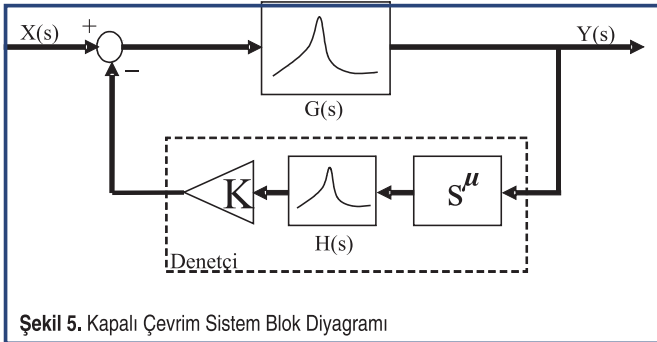 X(s) + Y(s)
−
G(s)
K s^μ
H(s)
Denetçi
Şekil 5. Kapalı Çevrim Sistem Blok Diyagramı